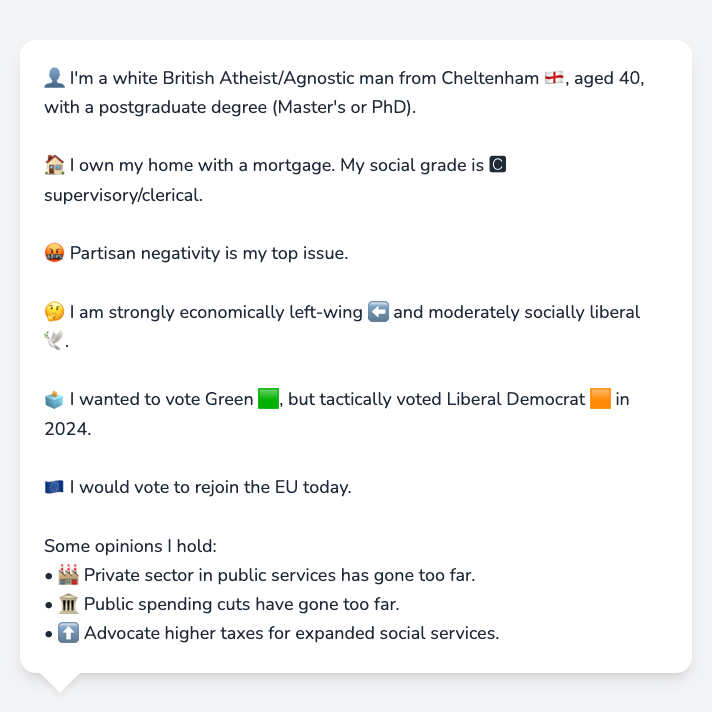 👤 I'm a white British Atheist/Agnostic man from Cheltenham 🏴󠁧󠁢󠁥󠁮󠁧󠁿, aged 40,
with a postgraduate degree (Master's or PhD).
🏠 I own my home with a mortgage. My social grade is 🅲
supervisory/clerical.
🤬 Partisan negativity is my top issue.
🤔 I am strongly economically left-wing ⬅️ and moderately socially liberal
🕊️.
🗳️ I wanted to vote Green 🟩, but tactically voted Liberal Democrat 🟧 in
2024.
🇪🇺 I would vote to rejoin the EU today.
Some opinions I hold:
• 🏭 Private sector in public services has gone too far.
• 🏛️ Public spending cuts have gone too far.
• ⬆️ Advocate higher taxes for expanded social services.